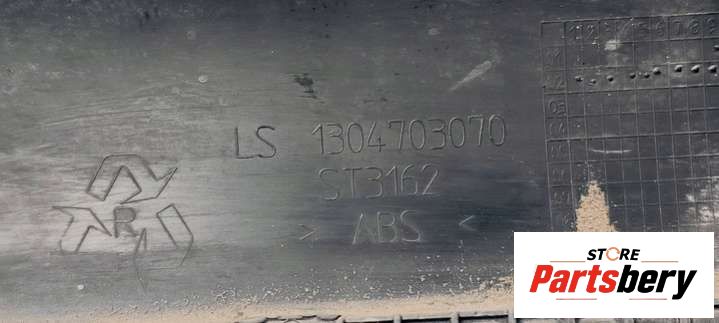 LS 1304703070
ST3162
> ABS <
R
STORE
Partsbery